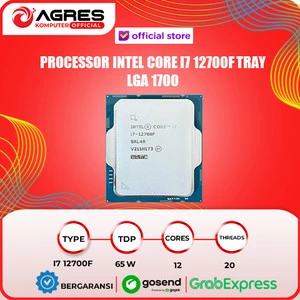 AGRES
KOMPUTER OFFICIAL
official store
PROCESSOR INTEL CORE I7 12700F TRAY
LGA 1700
INTEL® CORE™ i7
i7-12700F
SRL4R
TYPE
TDP
CORES
THREADS
I7 12700F
65 W
12
20
BERGARANSI
gosend
GrabExpress